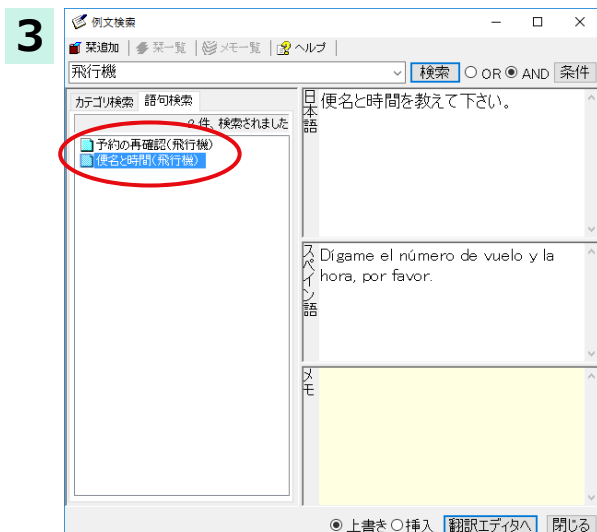 3
例文検索
栞追加 栞一覧 メモ一覧 ヘルプ
飛行機 検索 OR AND 条件
カテゴリ検索 語句検索
2 件、検索されました
予約の再確認(飛行機)
便名と時間(飛行機)
日本語
便名と時間を教えて下さい。
スペイン語
Dígame el número de vuelo y la
hora, por favor.
メモ
上書き 挿入 翻訳エディタへ 閉じる